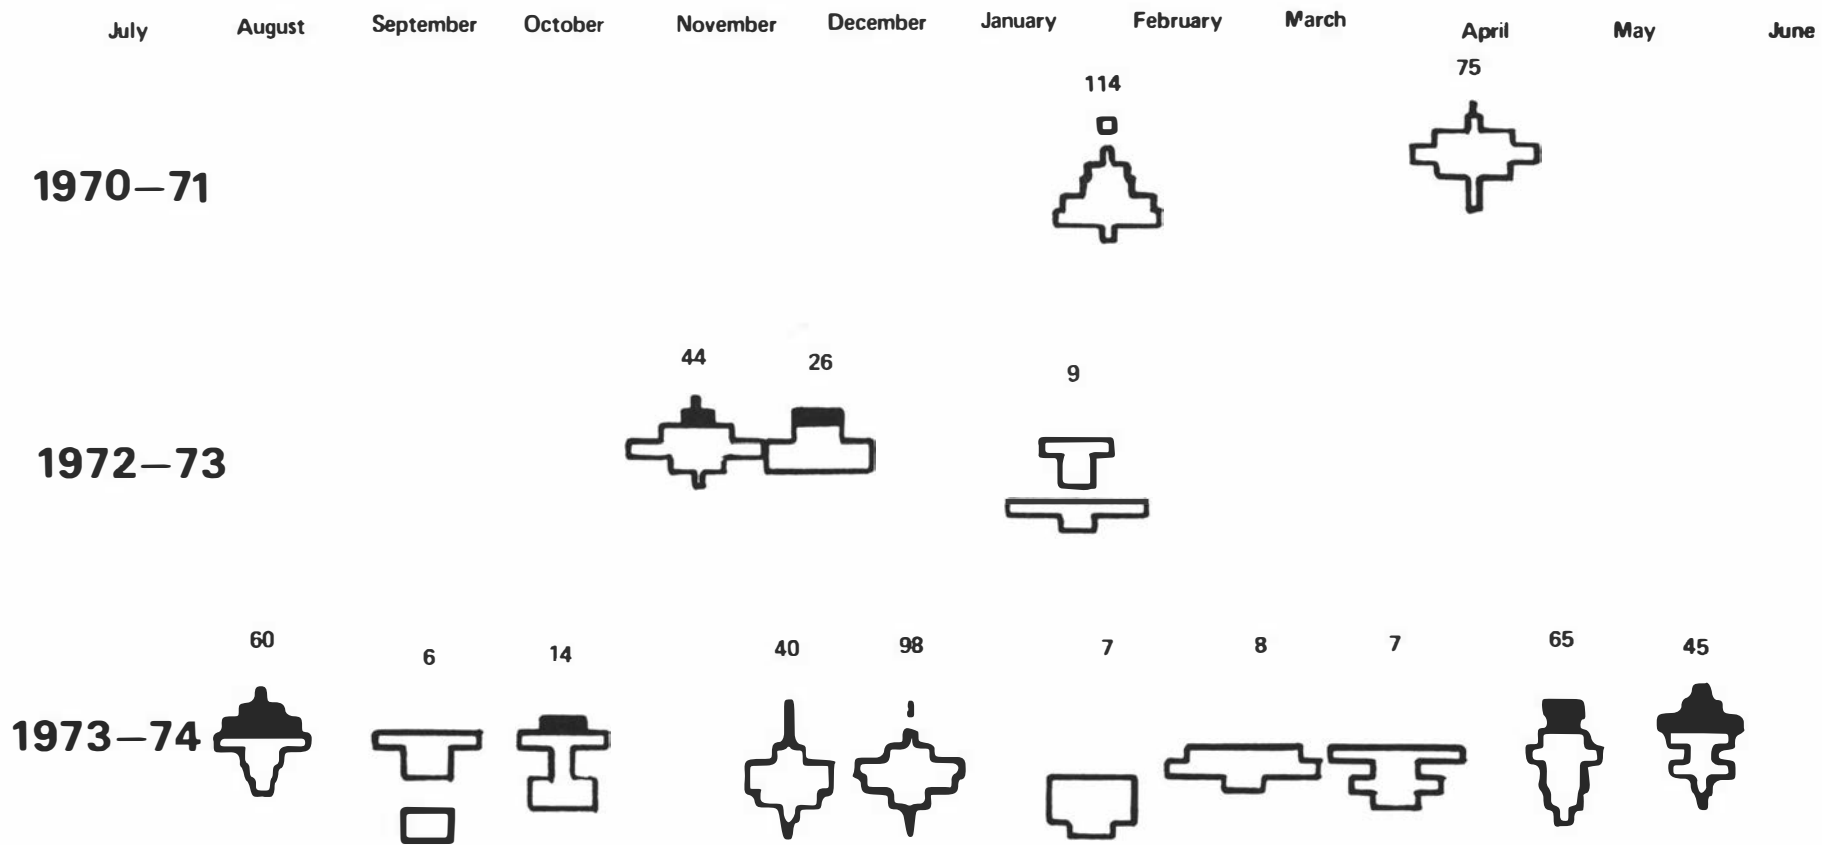 July August September October November December January February March April May June
114 75
1970—71
44 26 9
1972—73
60 6 14 40 98 7 8 7 65 45
1973—74